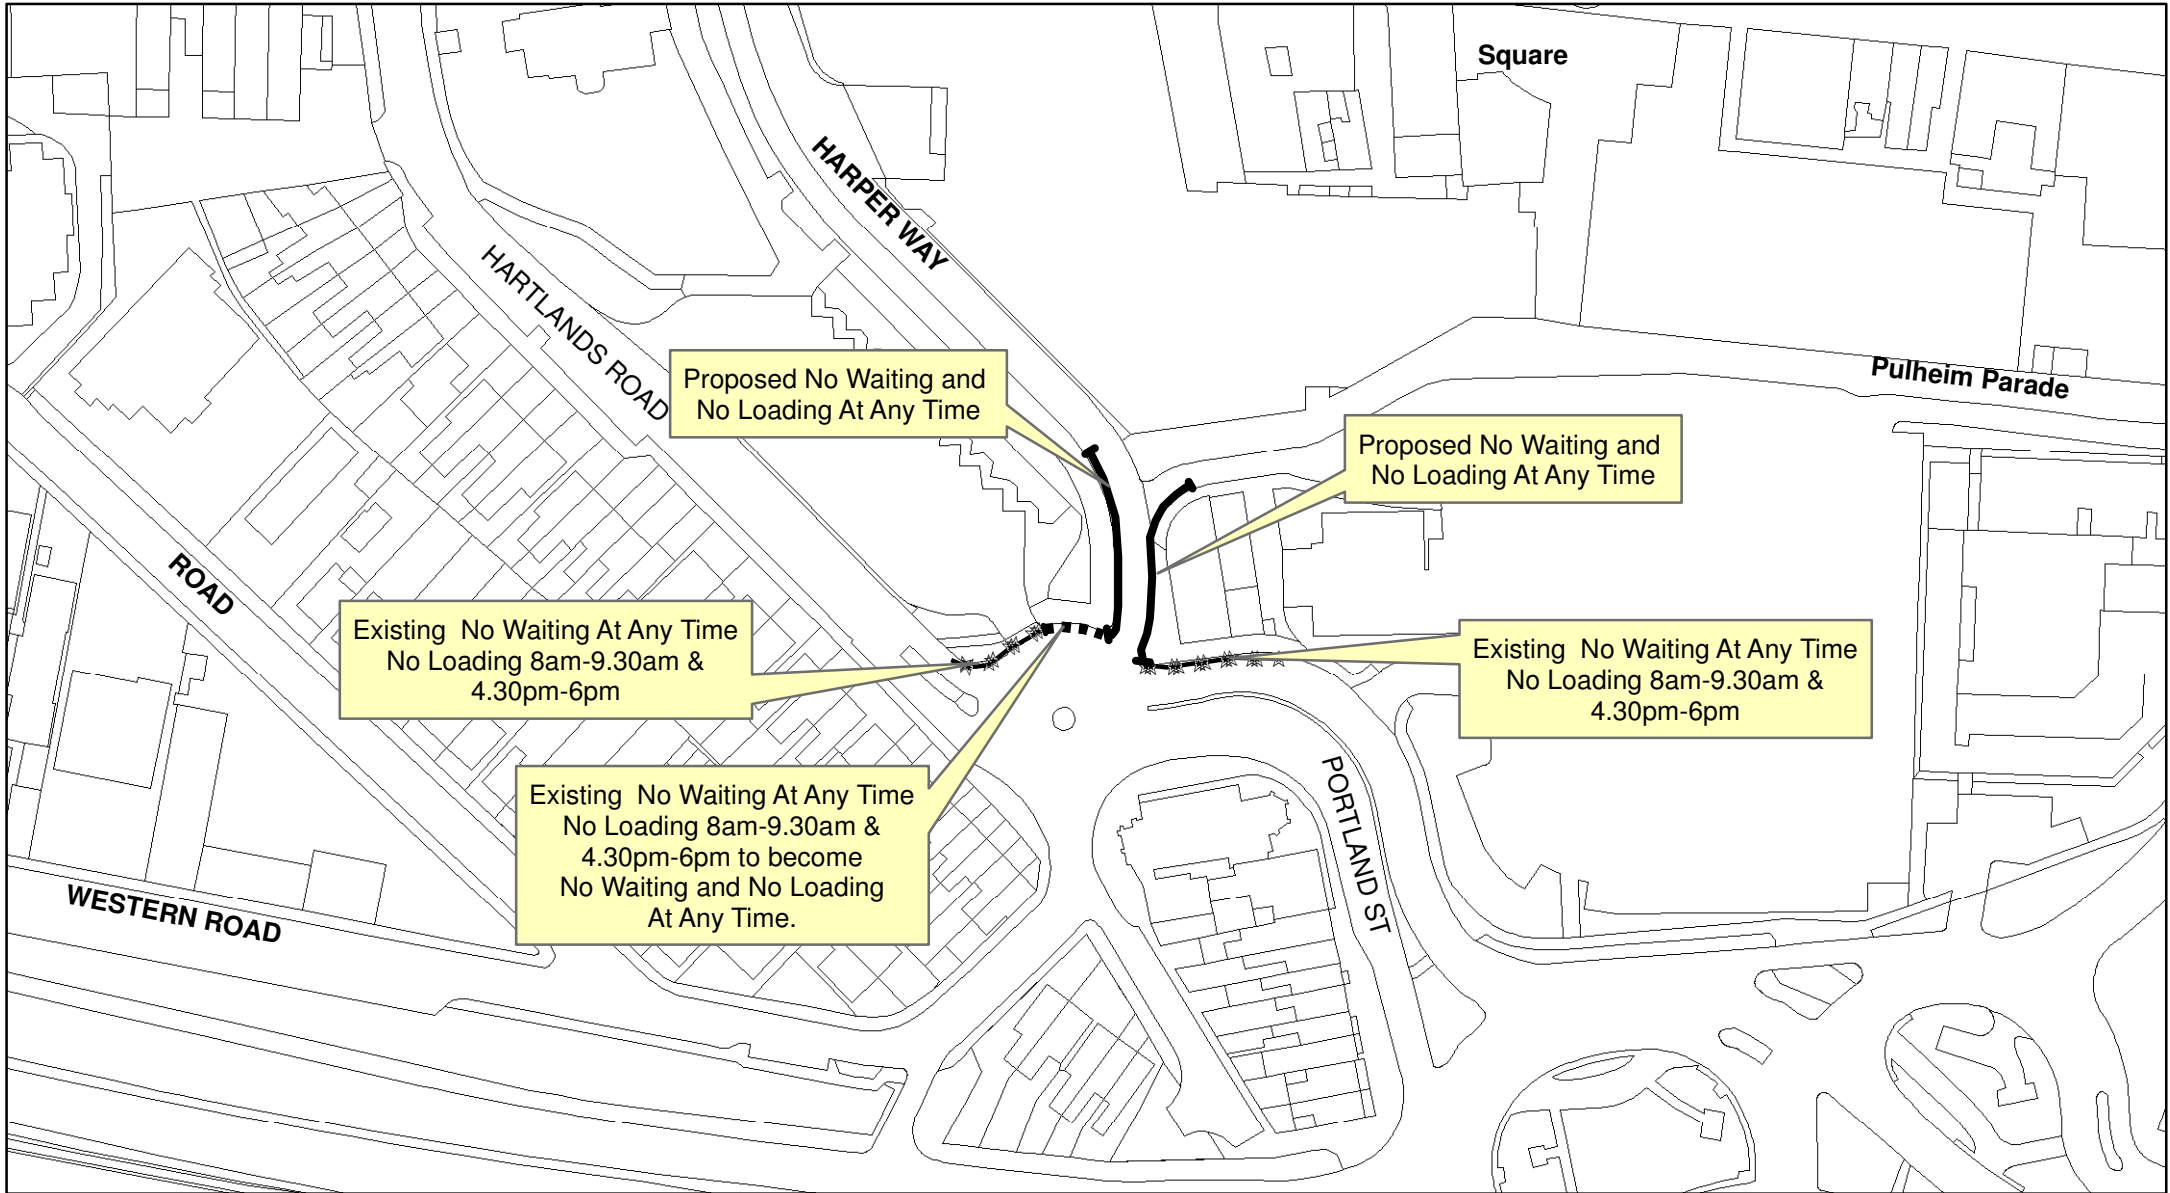 Square
HARPER WAY
HARTLANDS ROAD
Proposed No Waiting and
No Loading At Any Time
Pulheim Parade
Proposed No Waiting and
No Loading At Any Time
ROAD
Existing  No Waiting At Any Time
No Loading 8am-9.30am &
4.30pm-6pm
Existing  No Waiting At Any Time
No Loading 8am-9.30am &
4.30pm-6pm
Existing  No Waiting At Any Time
No Loading 8am-9.30am &
4.30pm-6pm to become
No Waiting and No Loading
At Any Time.
PORTLAND ST
WESTERN ROAD